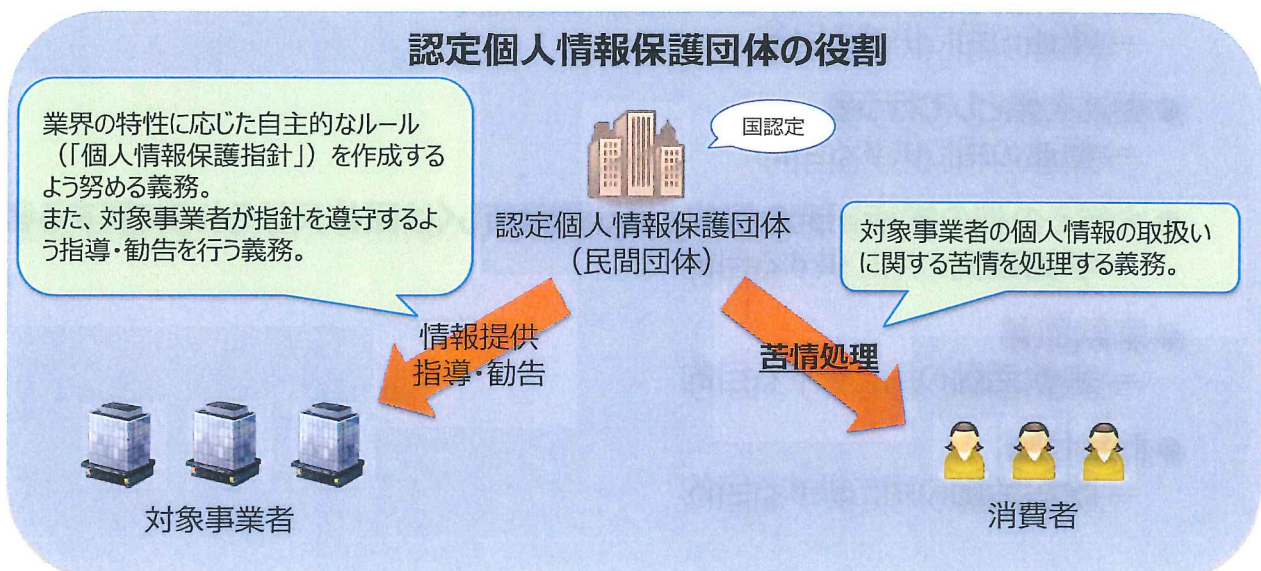 認定個人情報保護団体の役割
業界の特性に応じた自主的なルール
(「個人情報保護指針」)を作成する
よう努める義務。
また、対象事業者が指針を遵守するよ
う指導・勧告を行う義務。
国認定
認定個人情報保護団体
(民間団体)
対象事業者の個人情報の取扱い
に関する苦情を処理する義務。
情報提供
指導・勧告
苦情処理
対象事業者
消費者